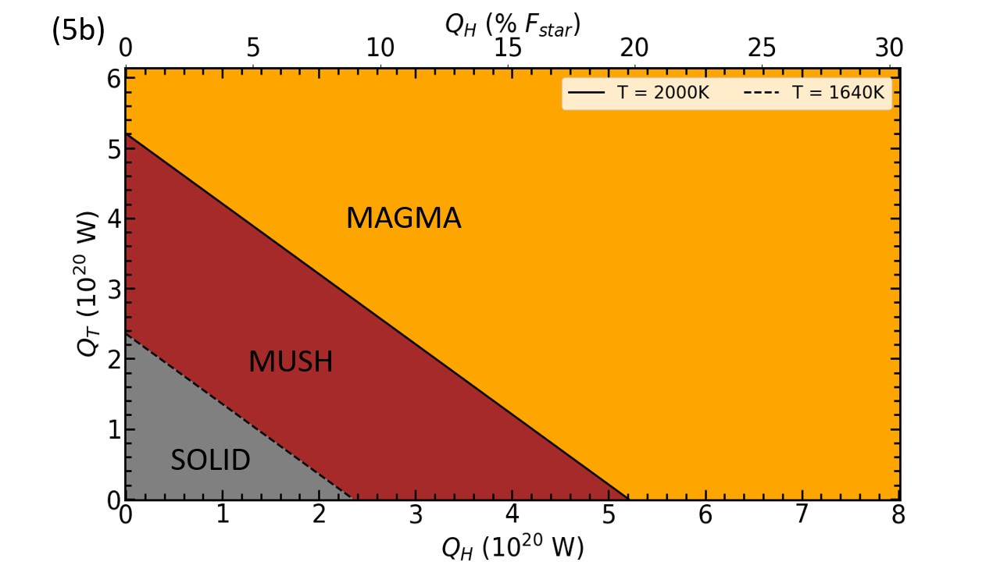 (5b)
Q_H (% F_star)
0 5 10 15 20 25 30
T = 2000K T = 1640K
6
5
4
3
2
1
0
Q_T (10^20 W)
MAGMA
MUSH
SOLID
0 1 2 3 4 5 6 7 8
Q_H (10^20 W)